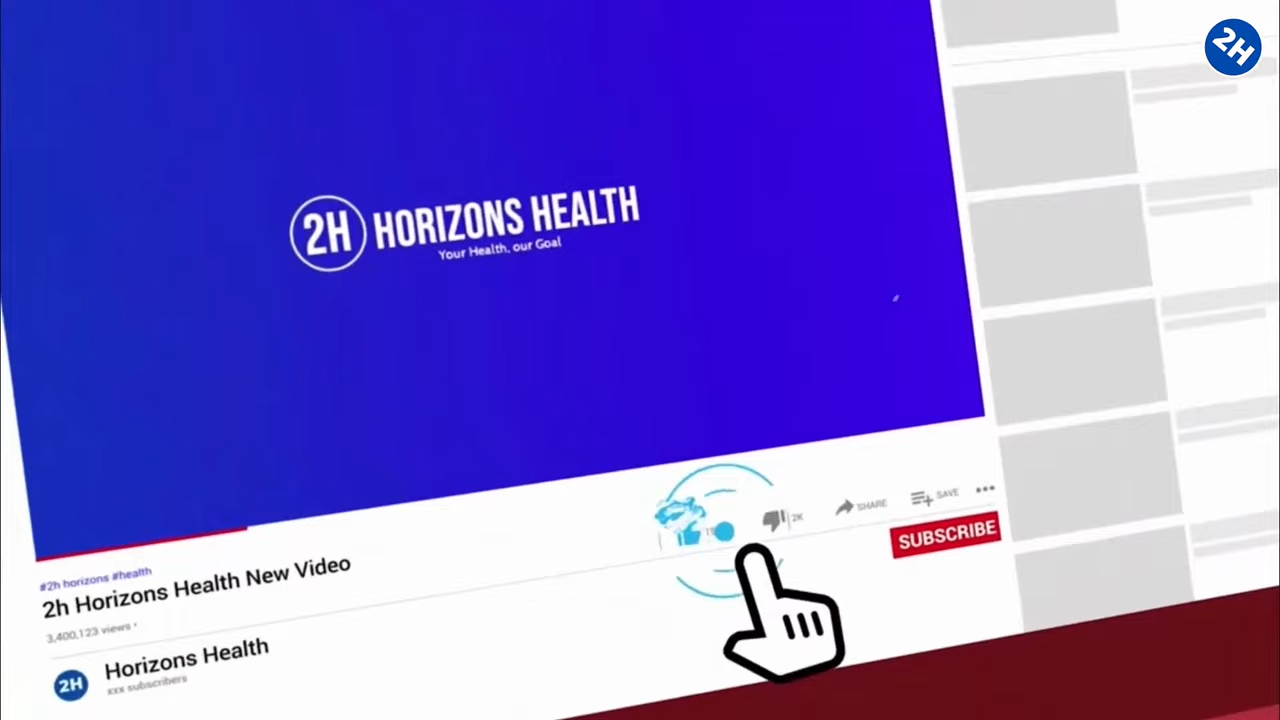 2H
2H HORIZONS HEALTH
Your Health, our Goal
2K
SHARE
SAVE
SUBSCRIBE
#2h horizons #health
2h Horizons Health New Video
3,400,123 views
2H
Horizons Health
xxx subscribers